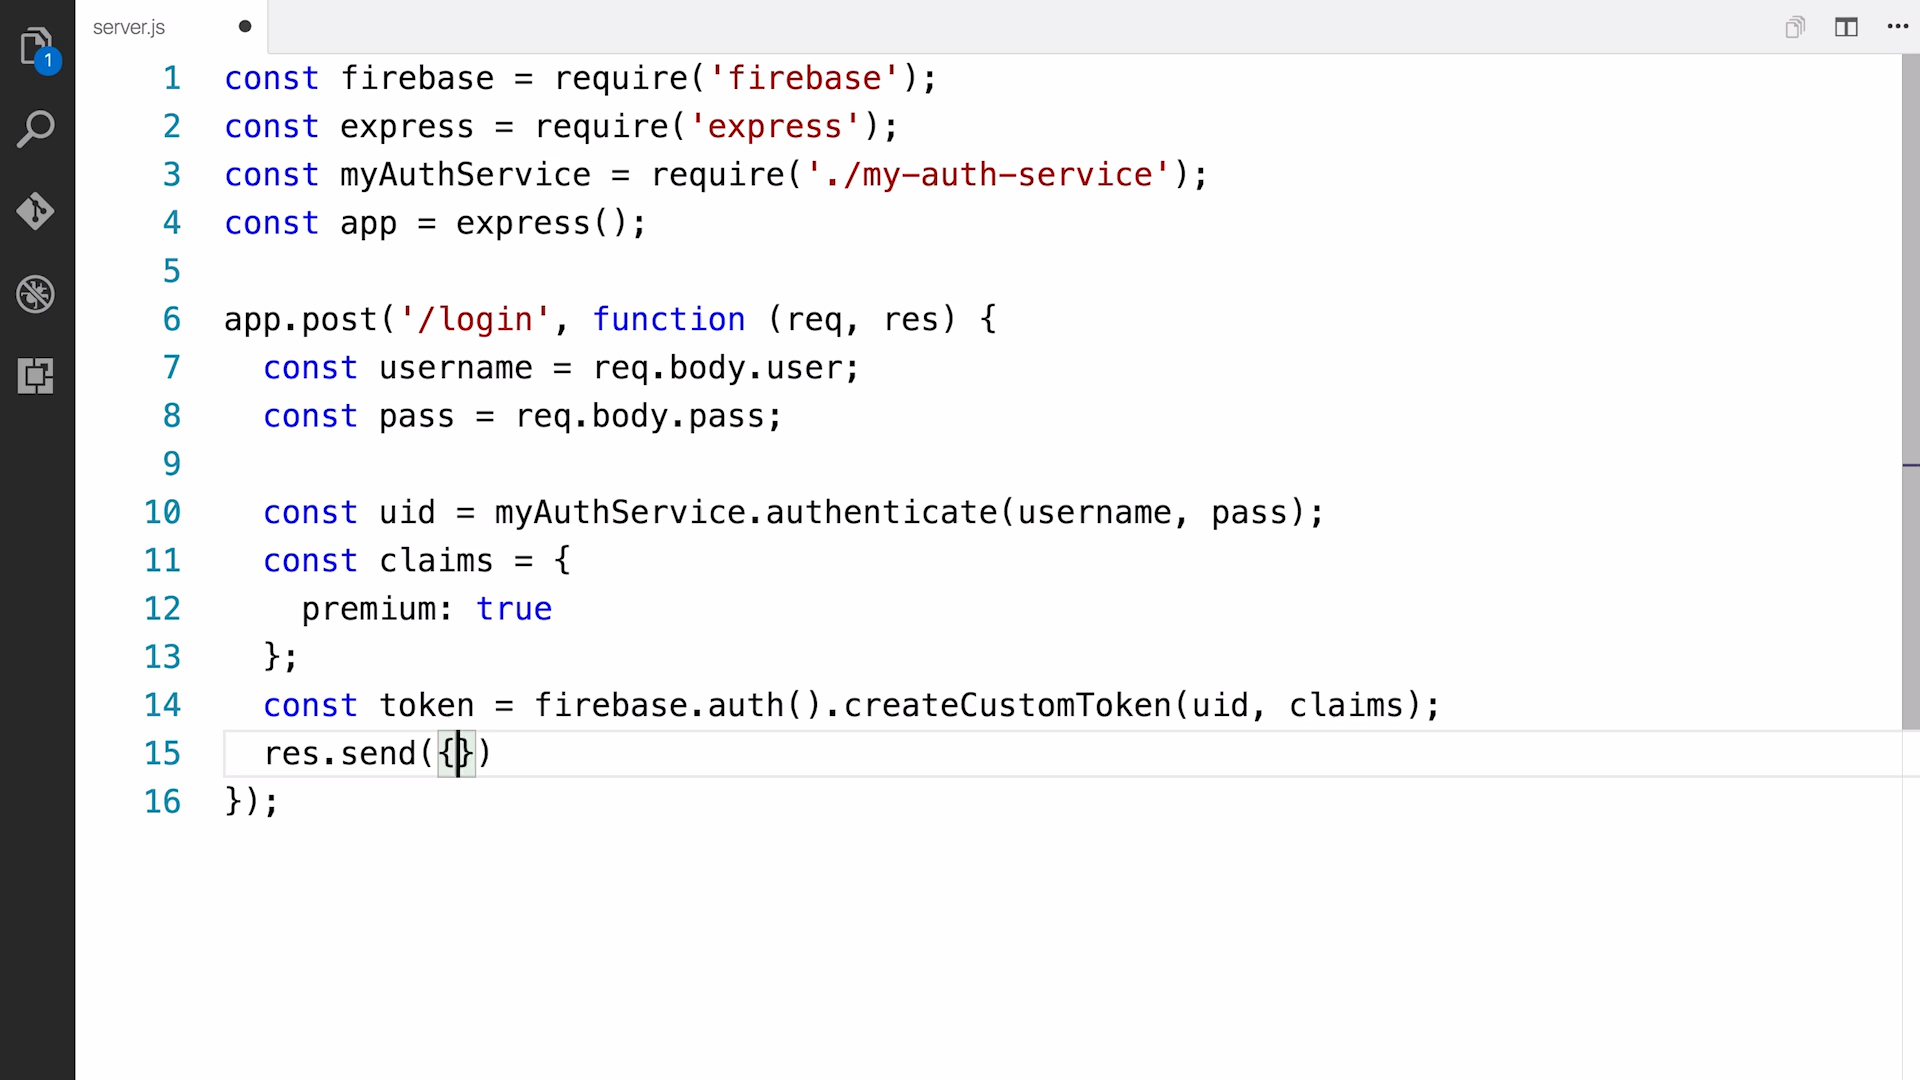 server.js
1
1 const firebase = require('firebase');
2 const express = require('express');
3 const myAuthService = require('./my-auth-service');
4 const app = express();
5
6 app.post('/login', function (req, res) {
7   const username = req.body.user;
8   const pass = req.body.pass;
9
10   const uid = myAuthService.authenticate(username, pass);
11   const claims = {
12     premium: true
13   };
14   const token = firebase.auth().createCustomToken(uid, claims);
15   res.send({})
16 });